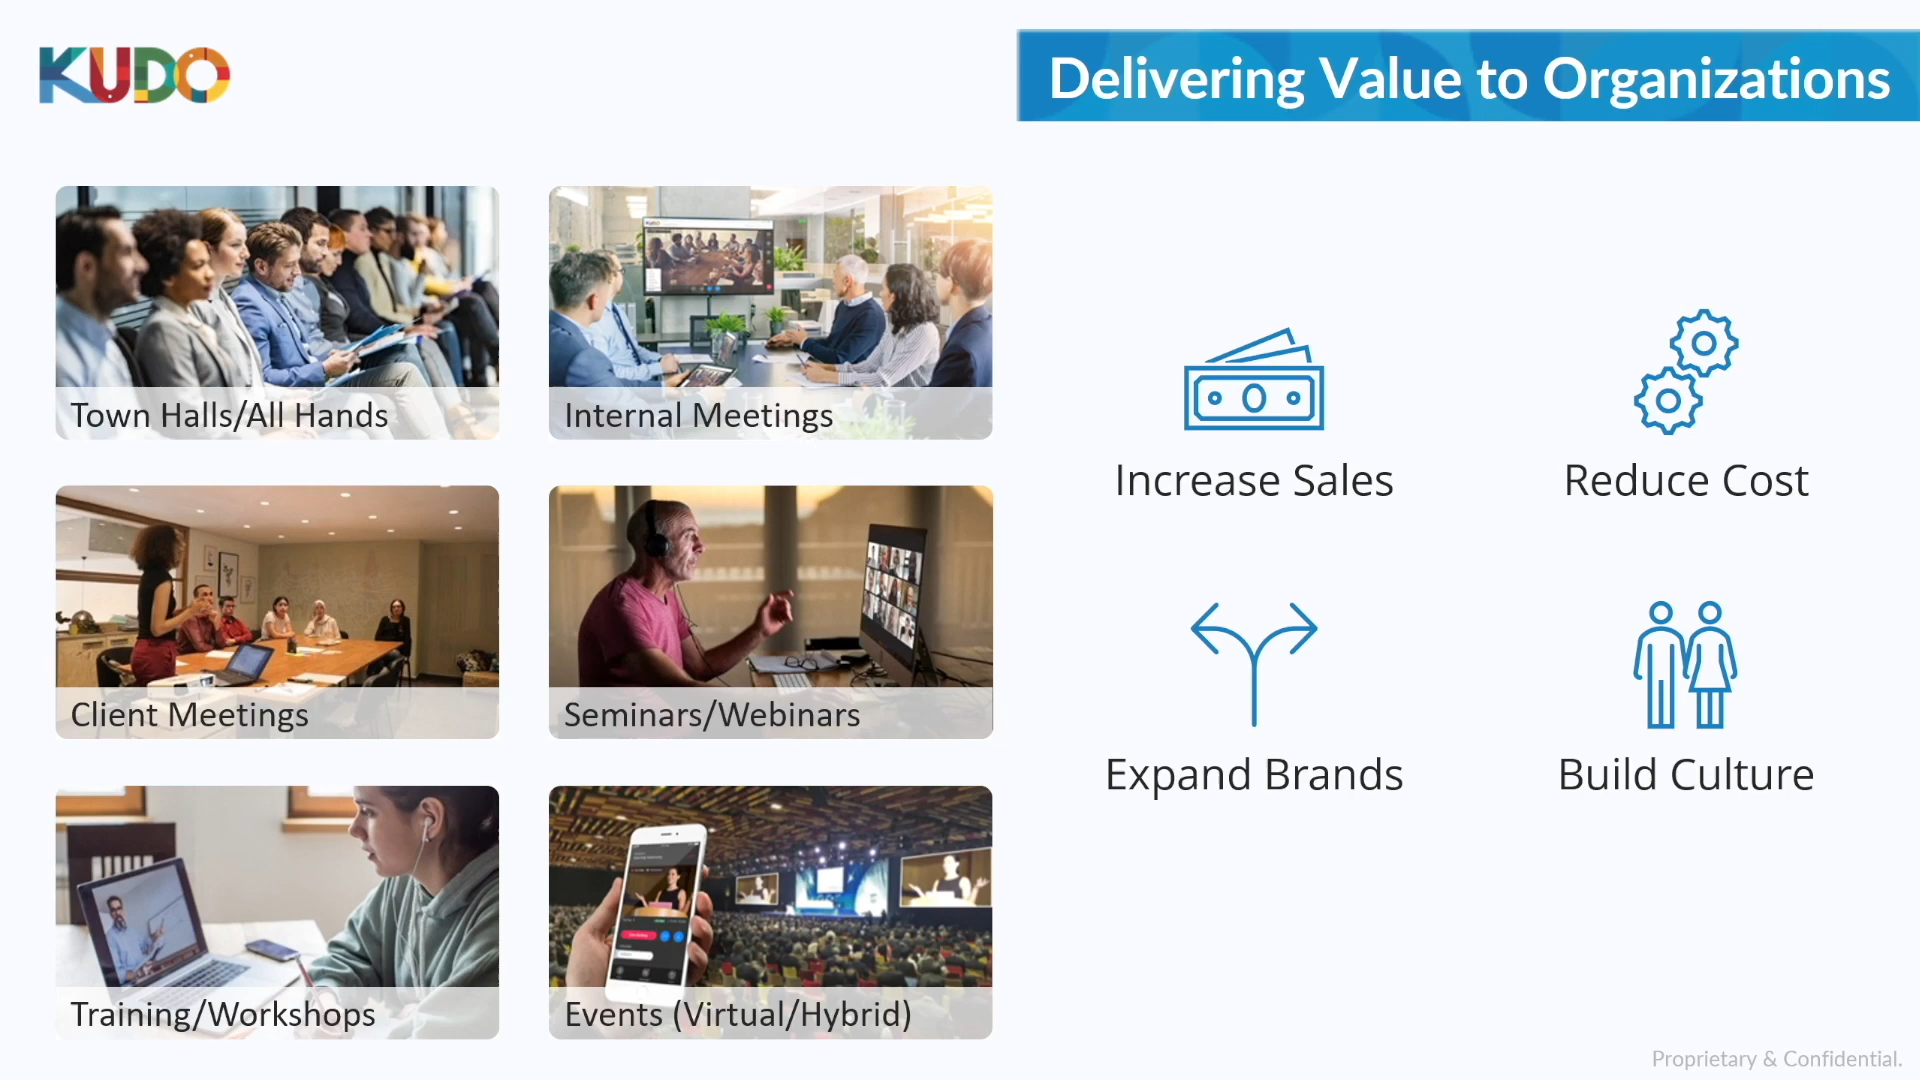 KUDO
Delivering Value to Organizations
Town Halls/All Hands
Internal Meetings
Client Meetings
Seminars/Webinars
Training/Workshops
Events (Virtual/Hybrid)
Increase Sales
Reduce Cost
Expand Brands
Build Culture
Proprietary & Confidential.